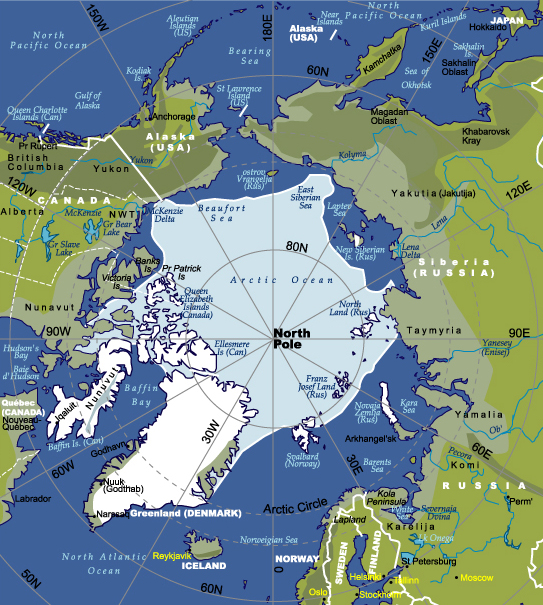 150W
North
Pacific Ocean
Aleutian
Islands
(US)
180E
Near
Islands
(US)
North
Pacific Ocean
Kuril Islands
JAPAN
Hokkaido
Alaska
(USA)
Bering
Sea
60N
Kamchatka
150E
Sakhalin
Is.
Sakhalin
Oblast
Sea of
Okhotsk
Kodiak
Is.
Gulf of
Alaska
St Lawrence
Island
(US)
Queen Charlotte
Islands (Can)
Anchorage
Magadan
Oblast
Khabarovsk
Kray
Pr Rupert
British
Columbia
Alaska
(USA)
Yukon
Yukon
Kolyma
120W
ostrov
Vrangelja
(Rus)
East
Siberian
Sea
Yakutia (Jakutija)
120E
CANADA
Alberta
McKenzie
NWT
McKenzie
Delta
Beaufort
Sea
Laptev
Sea
Lena
Gr Bear
Lake
Gr Slave
Lake
80N
New Siberian
Is. (Rus)
Lena
Delta
Siberia
(RUSSIA)
Banks
Is.
Pr Patrick
Is
Victoria
Is.
Arctic Ocean
Queen
Elizabeth
Islands
(Canada)
Nunavut
North
Land (Rus)
90W
North
Pole
Taymyria
90E
Hudson's
Bay
Baie
d'Hudson
Ellesmere
Is (Can)
Yanesey
(Enisej)
Baffin
Bay
Franz
Josef Land
(Rus)
Novaja
Zemlja
(Rus)
Kara
Sea
Québec
(CANADA)
Nouveau-
Québec
Iqaluit
Nunavut
30W
Yamalia
Ob'
Arkhangel'sk
Baffin Is. (Can)
Godhavn
60W
Svalbard
(Norway)
30E
Barents
Sea
60E
Pecora
Komi
Nuuk
(Godthab)
RUSSIA
Labrador
Narssaq
Greenland (DENMARK)
Arctic Circle
Kola
Peninsula
White
Sea
Severnaja
Dvina
Perm'
Lapland
Karólija
Norwegian Sea
Lk Onega
North Atlantic
Ocean
Reykjavik
ICELAND
NORWAY
SWEDEN
FINLAND
St Petersburg
50N
60N
0
Helsinki
Tallinn
Moscow
Oslo
Stockholm